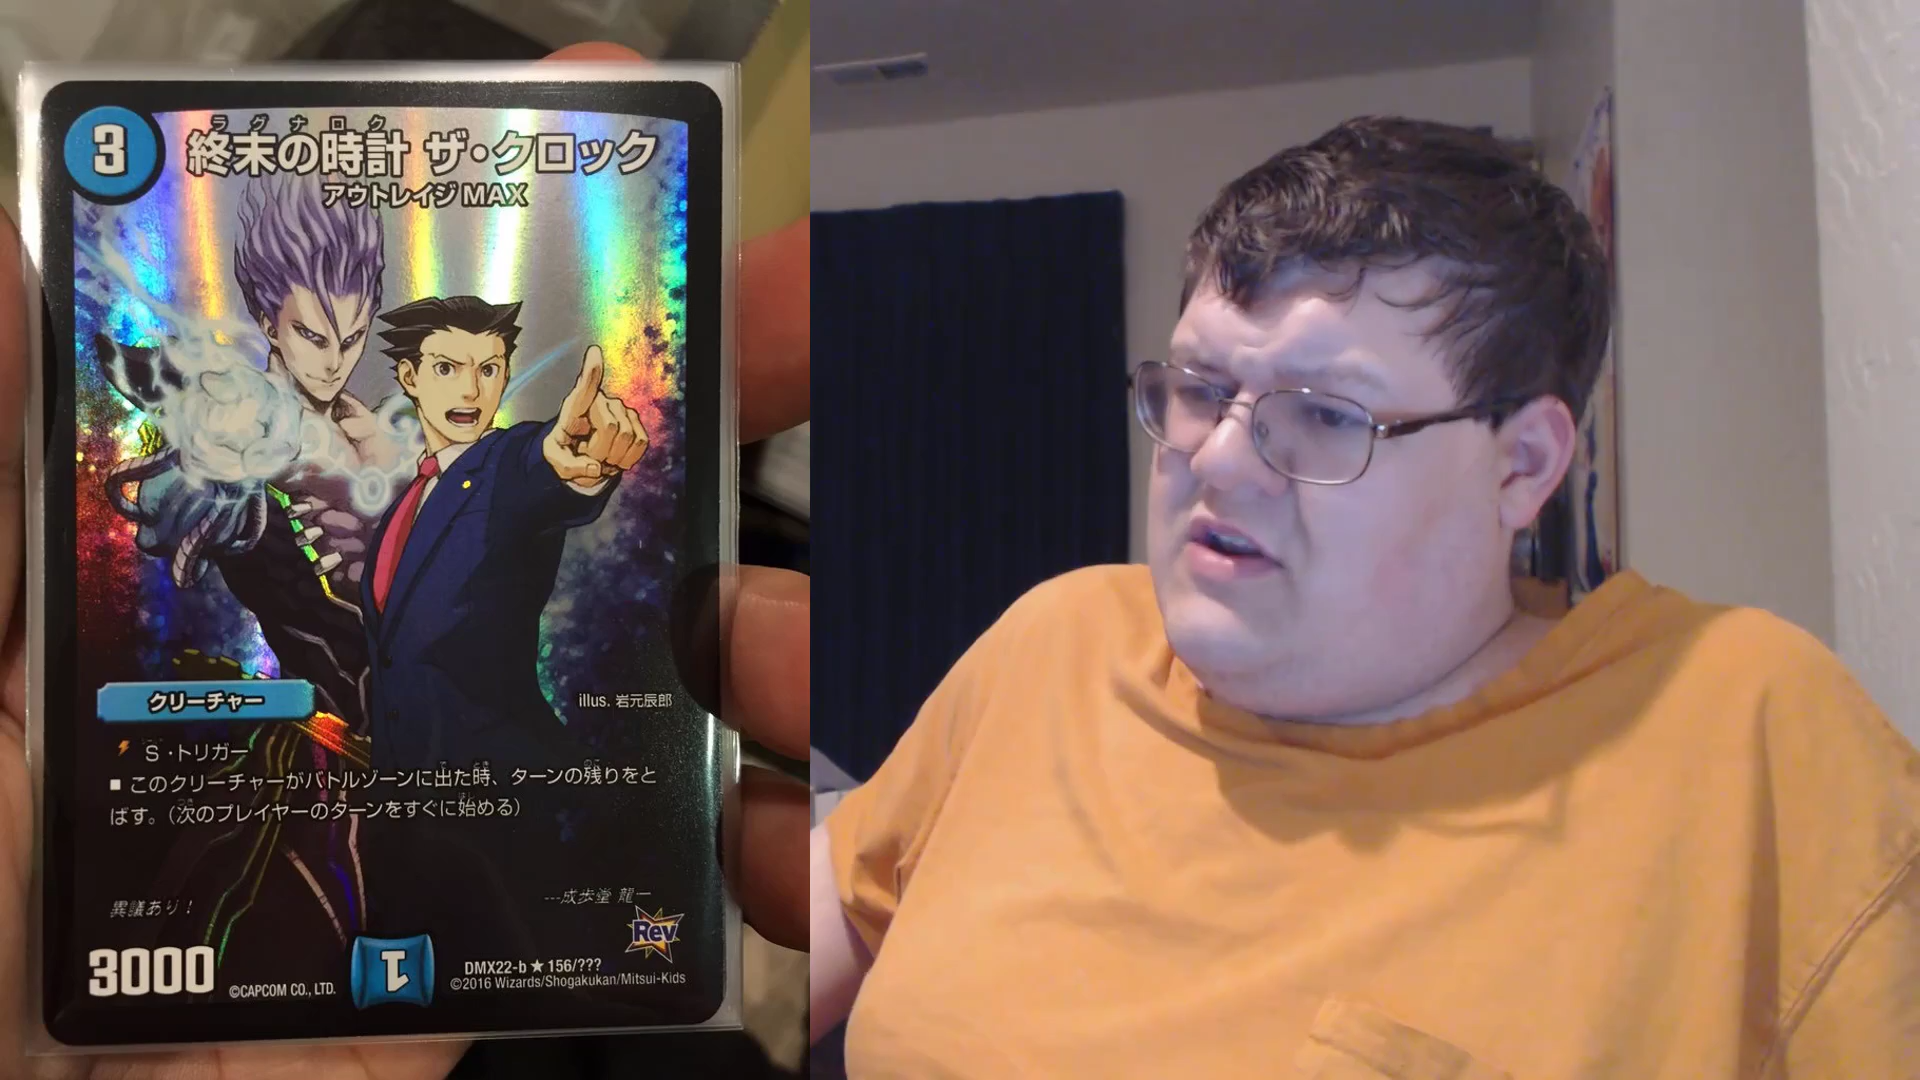 3
ラグナロク
終末の時計 ザ・クロック
アウトレイジMAX
クリーチャー
illus. 岩元辰郎
S・トリガー
■ このクリーチャーがバトルゾーンに出た時、ターンの残りをと
ばす。(次のプレイヤーのターンをすぐに始める)
異議あり!
---成歩堂 龍一
Rev
3000
1
DMX22-b★156/???
©CAPCOM CO., LTD.
©2016 Wizards/Shogakukan/Mitsui-Kids